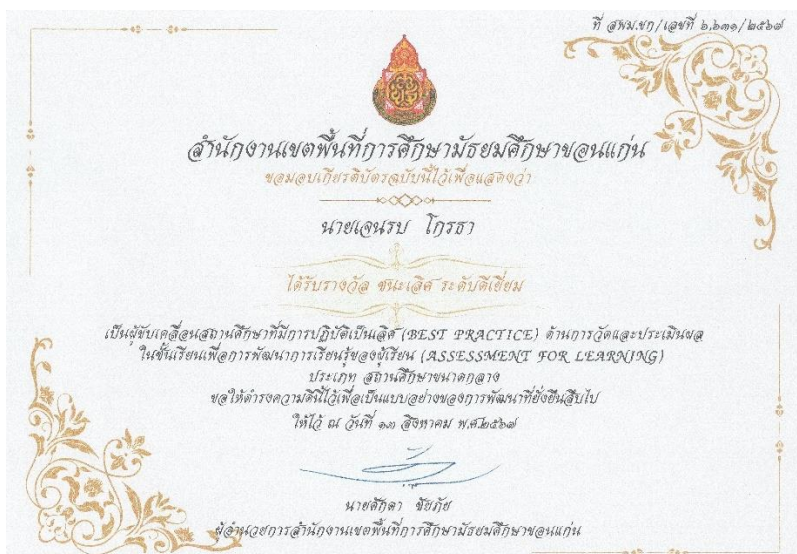 ที่ สพม.ขก/เลขที่ ๖,๖๓๑/๒๕๖๗
สำนักงานเขตพื้นที่การศึกษามัธยมศึกษาขอนแก่น
ขอมอบเกียรติบัตรฉบับนี้ไว้เพื่อแสดงว่า
นายเจนรบ โกรธา
ได้รับรางวัล ชนะเลิศ ระดับดีเยี่ยม
เป็นผู้ขับเคลื่อนสถานศึกษาที่มีการปฏิบัติเป็นเลิศ (BEST PRACTICE) ด้านการวัดและประเมินผล
ในชั้นเรียนเพื่อการพัฒนาการเรียนรู้ของผู้เรียน (ASSESSMENT FOR LEARNING)
ประเภท สถานศึกษาขนาดกลาง
ขอให้ดำรงความดีนี้ไว้เพื่อเป็นแบบอย่างของการพัฒนาที่ยั่งยืนสืบไป
ให้ไว้ ณ วันที่ ๑๓ สิงหาคม พ.ศ.๒๕๖๗
นายศักดา ชัยภัย
ผู้อำนวยการสำนักงานเขตพื้นที่การศึกษามัธยมศึกษาขอนแก่น